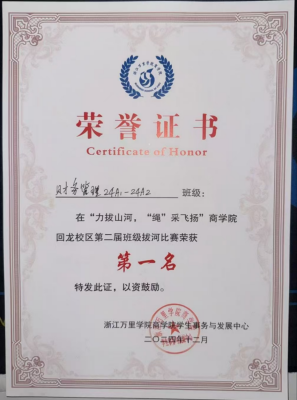 荣誉证书
Certificate of Honor
财务管理24A1-24A2 班级：
在“力拔山河，“绳”采飞扬”商学院
回龙校区第二届班级拔河比赛荣获
第一名
特发此证，以资鼓励。
浙江万里学院商学院学生事务与发展中心
二〇二四年十二月